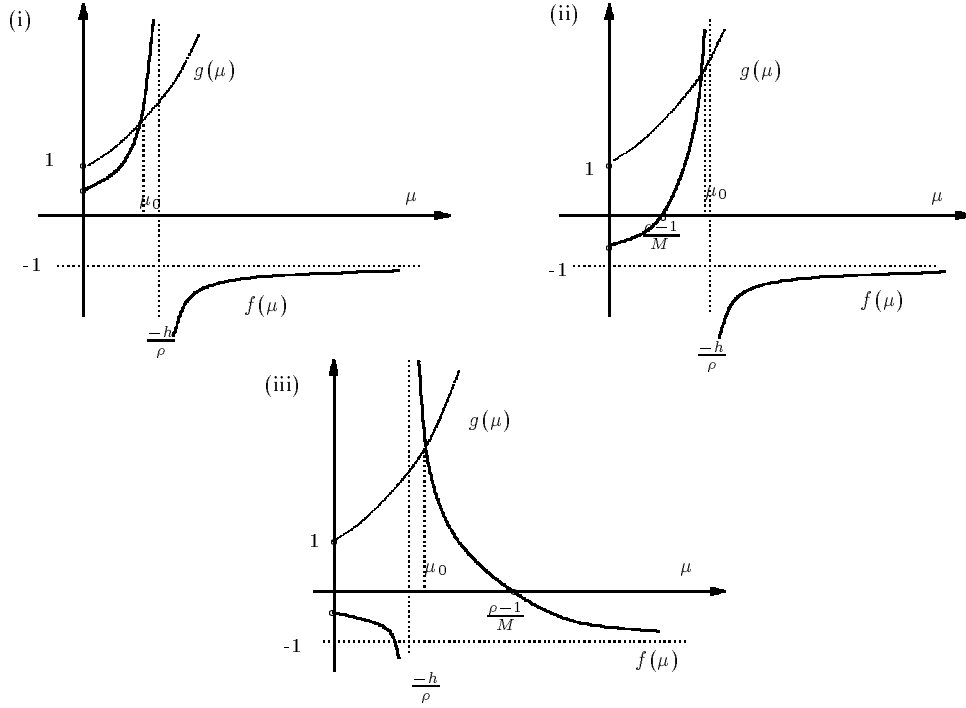 (i)
g(μ)
1
μ₀
μ
-1
f(μ)
−h/ρ
(ii)
g(μ)
1
μ₀
μ
ρ−1/M
-1
f(μ)
−h/ρ
(iii)
g(μ)
1
μ₀
μ
ρ−1/M
-1
f(μ)
−h/ρ